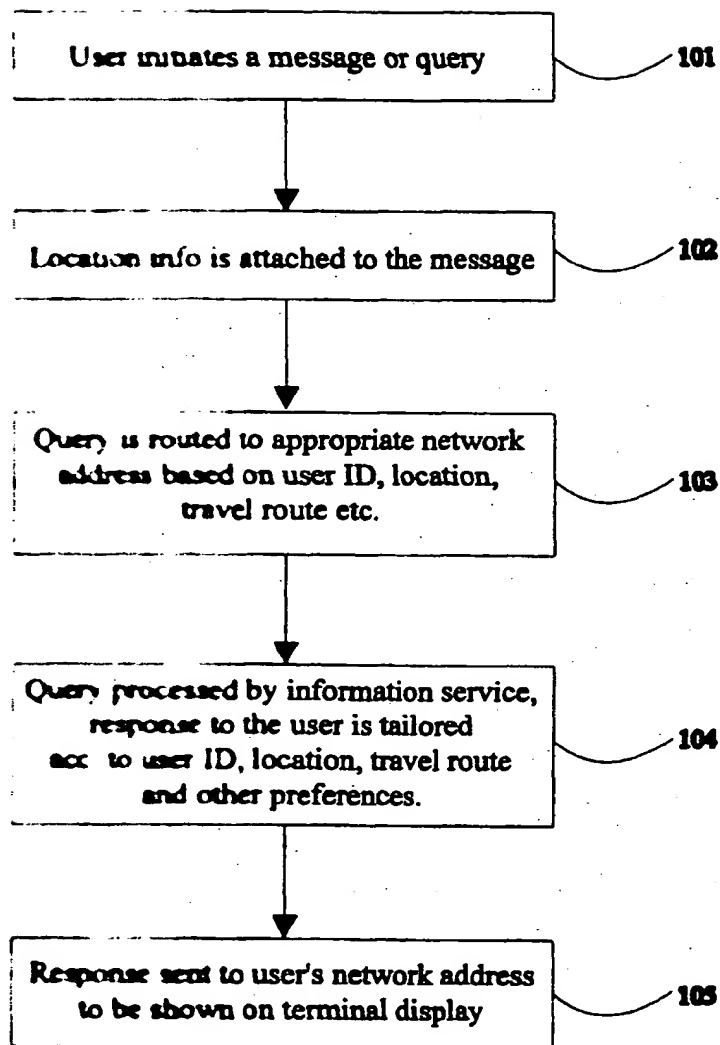 User initiates a message or query
101
Location info is attached to the message
102
Query is routed to appropriate network
address based on user ID, location,
travel route etc.
103
Query processed by information service,
response to the user is tailored
acc to user ID, location, travel route
and other preferences.
104
Response sent to user's network address
to be shown on terminal display
105